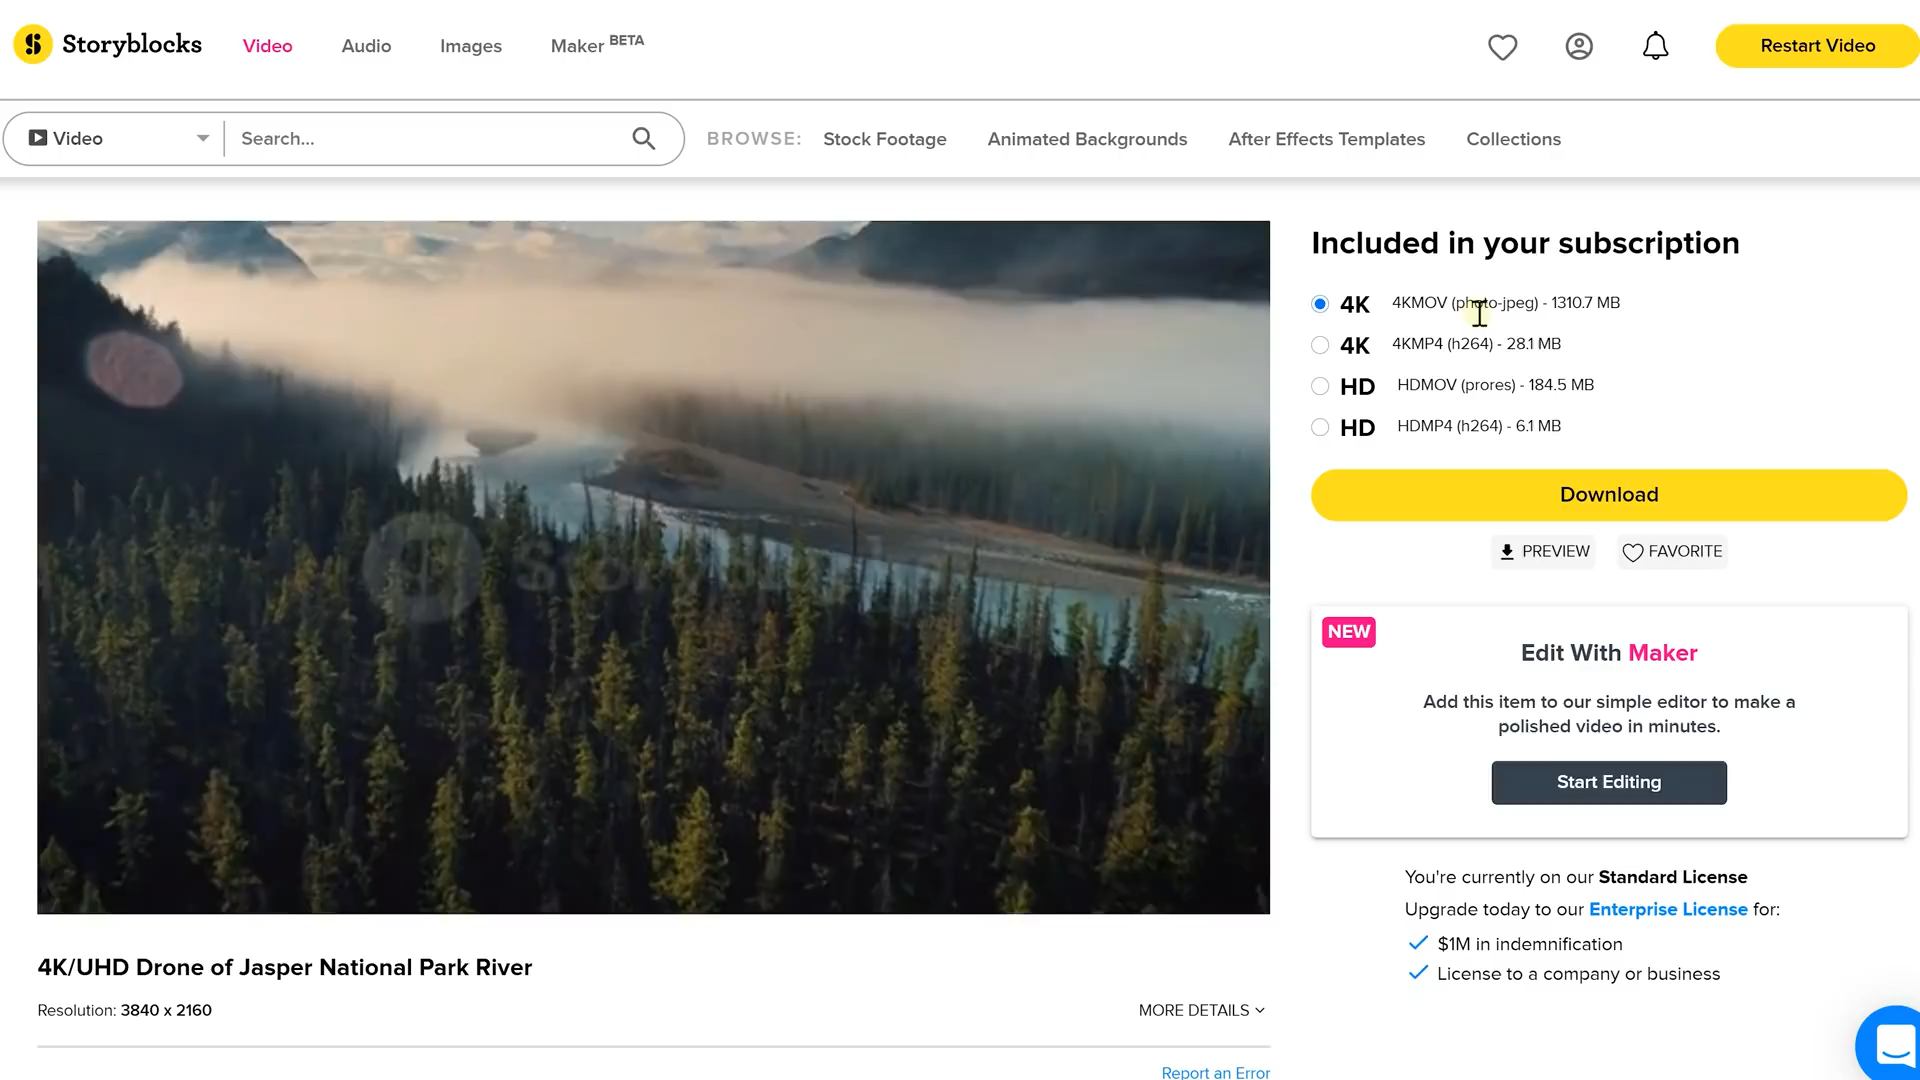 Storyblocks
Video
Audio
Images
Maker BETA
Restart Video
Video
Search...
BROWSE:
Stock Footage
Animated Backgrounds
After Effects Templates
Collections
Included in your subscription
4K 4KMOV (photo-jpeg) - 1310.7 MB
4K 4KMP4 (h264) - 28.1 MB
HD HDMOV (prores) - 184.5 MB
HD HDMP4 (h264) - 6.1 MB
Download
PREVIEW
FAVORITE
NEW
Edit With Maker
Add this item to our simple editor to make a
polished video in minutes.
Start Editing
You're currently on our Standard License
Upgrade today to our Enterprise License for:
$1M in indemnification
License to a company or business
Storyblocks
4K/UHD Drone of Jasper National Park River
Resolution: 3840 x 2160
MORE DETAILS
Report an Error